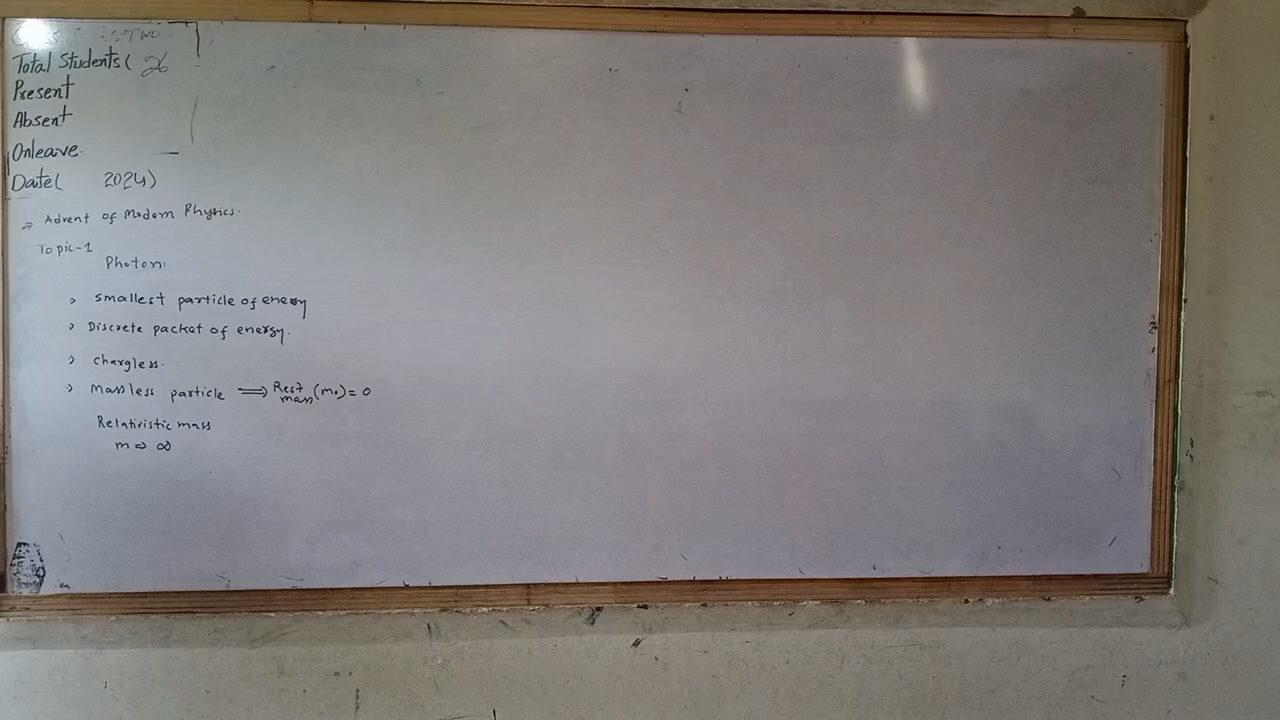 Total Students ( 26
Present
Absent
Onleave
Date( 2024)
→ Advent of Modern Physics.
Topic-1
Photon:
> smallest particle of energy
> Discrete packet of energy.
> chargless.
> Massless particle ⟹ Rest mass (m₀) = 0
Relativistic mass
m ⇒ ∞